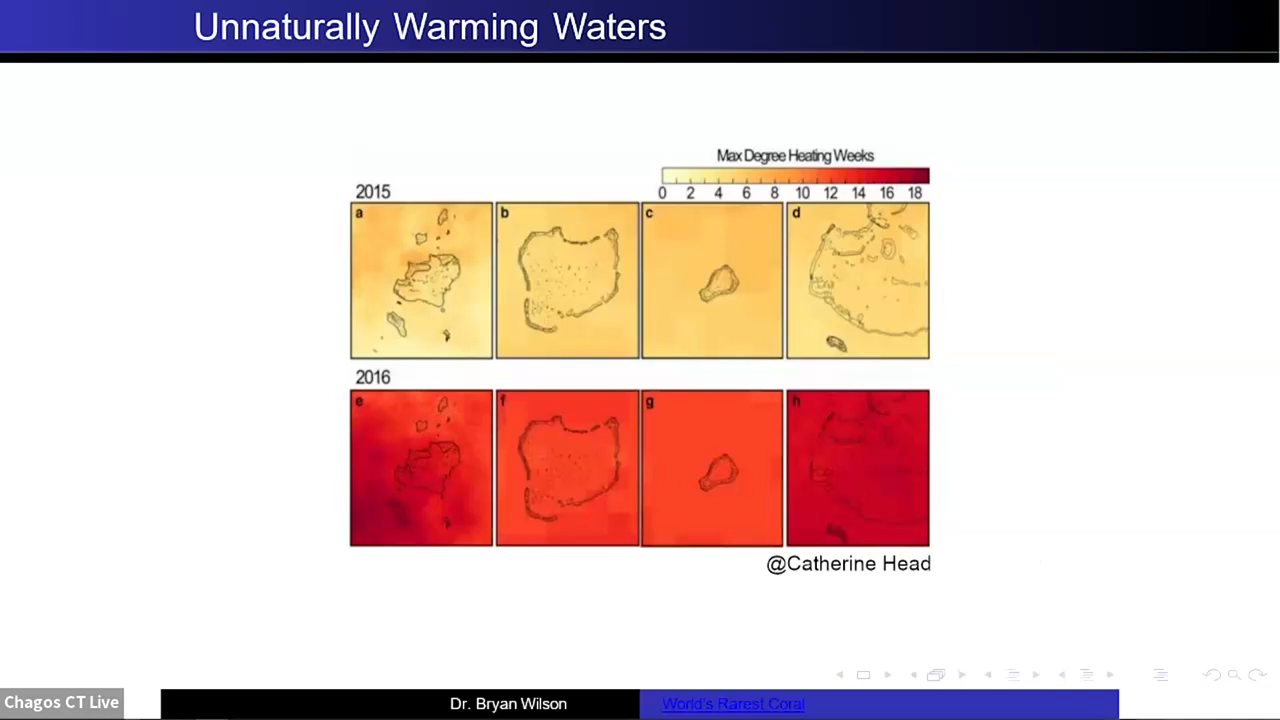 Unnaturally Warming Waters
Max Degree Heating Weeks
0 2 4 6 8 10 12 14 16 18
2015
a b c d
2016
e f g h
@Catherine Head
Chagos CT Live
Dr. Bryan Wilson
World's Rarest Coral